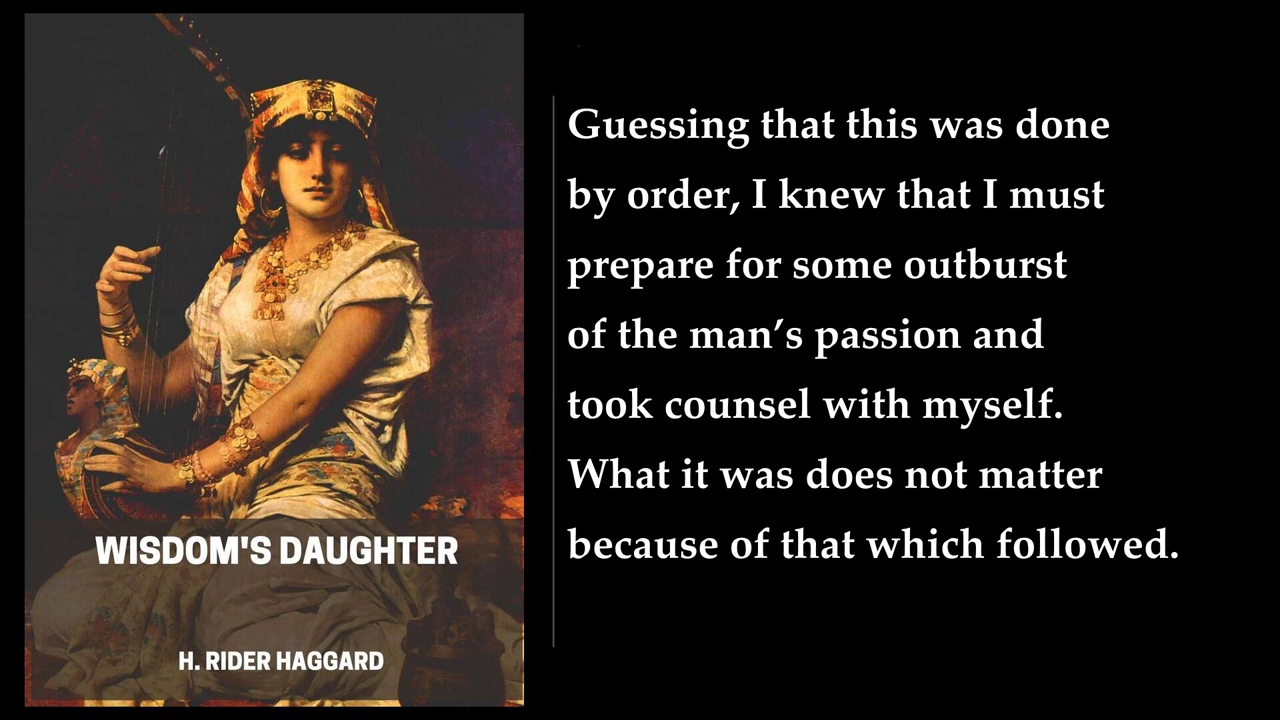 WISDOM'S DAUGHTER
H. RIDER HAGGARD
Guessing that this was done
by order, I knew that I must
prepare for some outburst
of the man’s passion and
took counsel with myself.
What it was does not matter
because of that which followed.